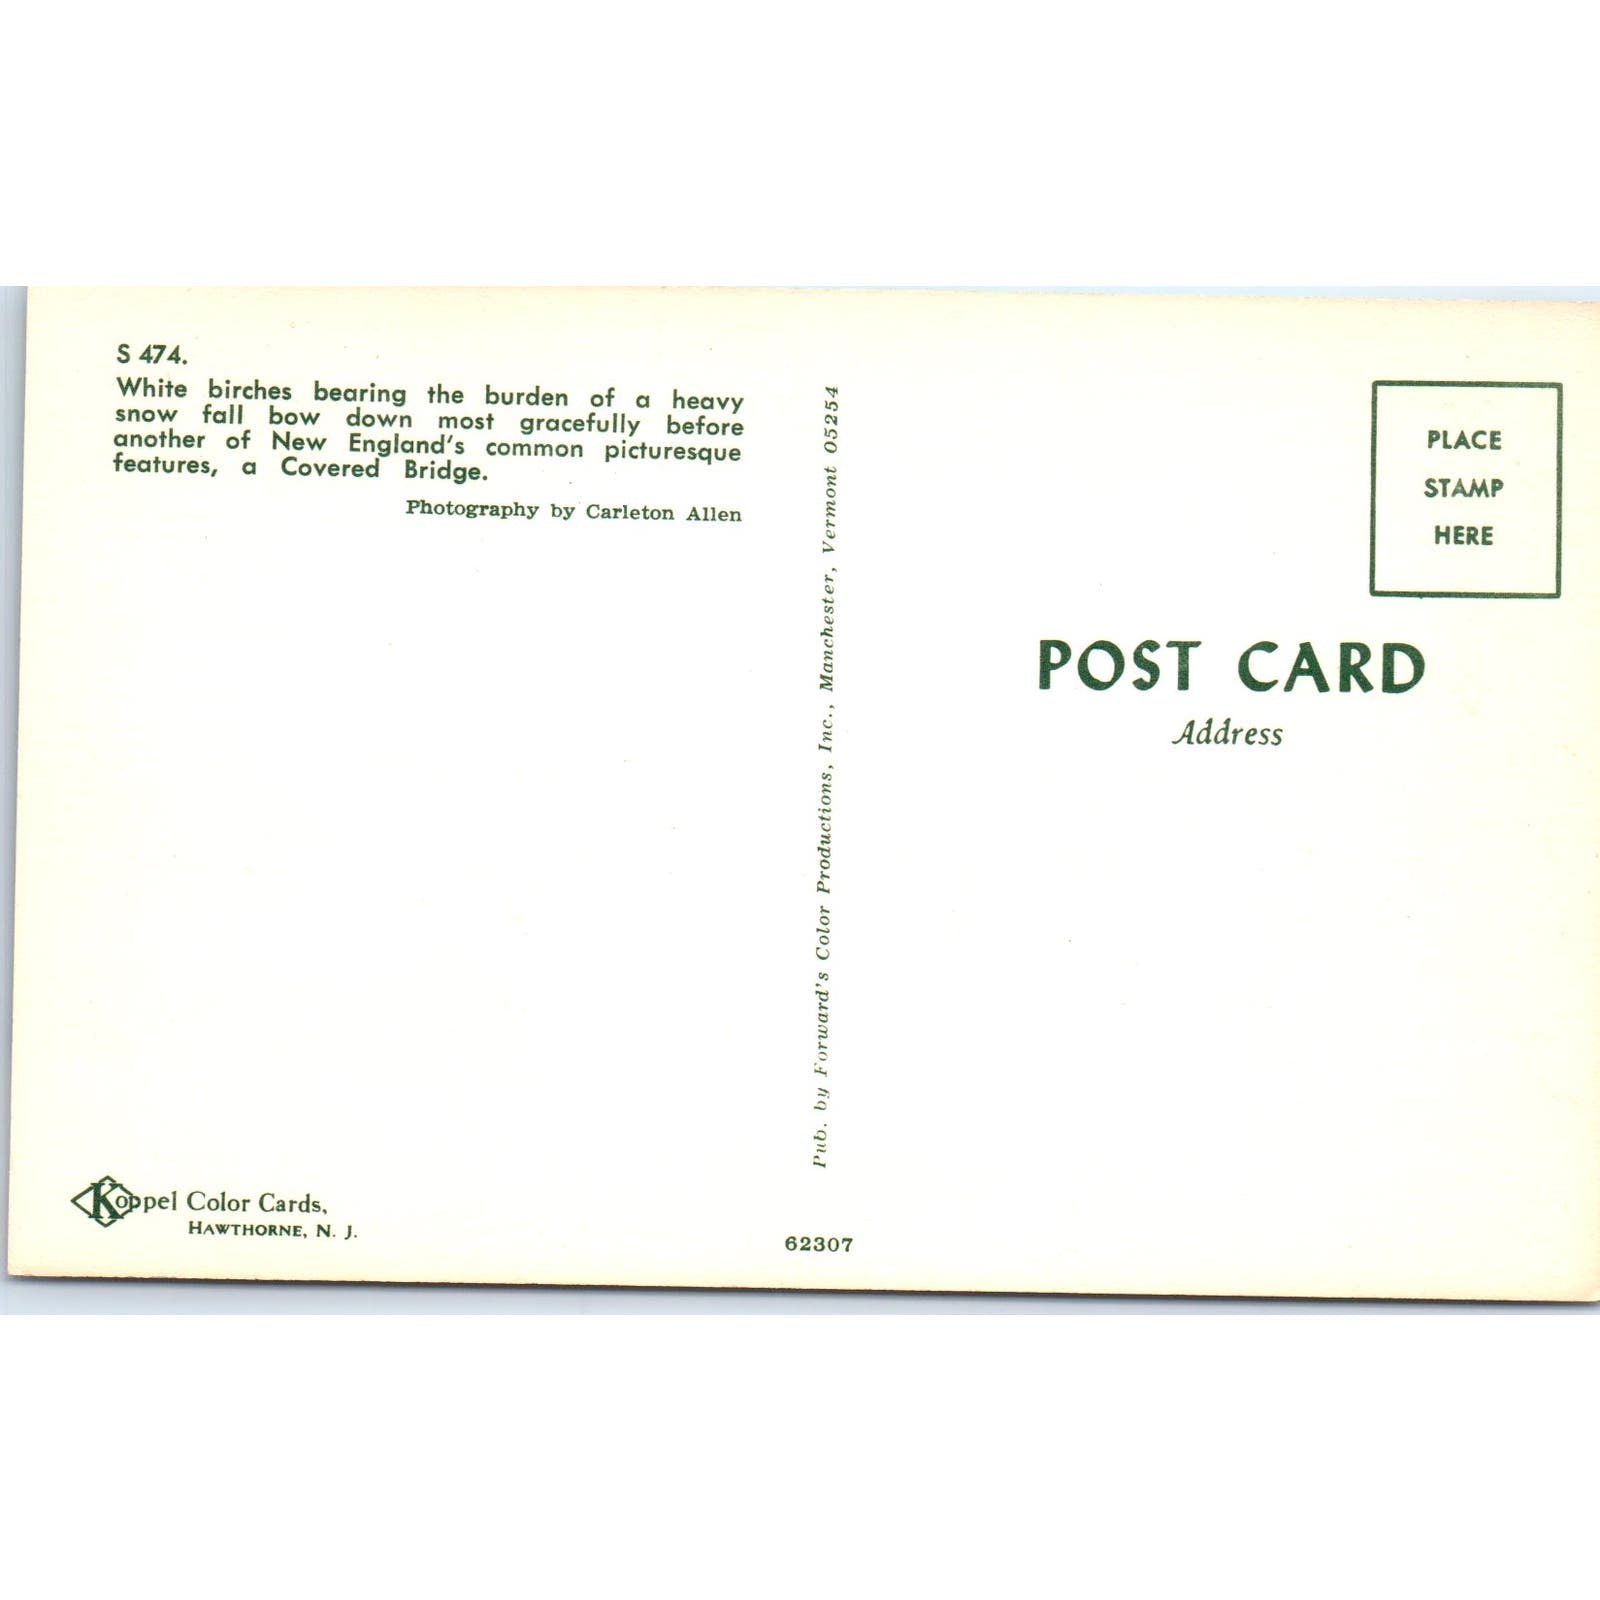 S 474.
White birches bearing the burden of a heavy
snow fall bow down most gracefully before
another of New England's common picturesque
features, a Covered Bridge.
Photography by Carleton Allen
Koppel Color Cards,
HAWTHORNE, N. J.
Pub. by Forward's Color Productions, Inc., Manchester, Vermont 05254
62307
PLACE
STAMP
HERE
POST CARD
Address